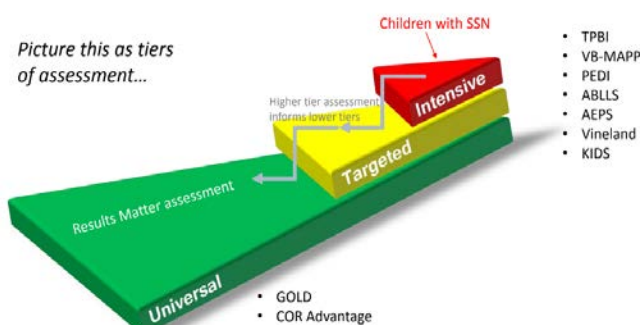 Picture this as tiers
of assessment…
Children with SSN
Intensive
Higher tier assessment
informs lower tiers
Targeted
Results Matter assessment
Universal
• TPBI
• VB-MAPP
• PEDI
• ABLLS
• AEPS
• Vineland
• KIDS
• GOLD
• COR Advantage